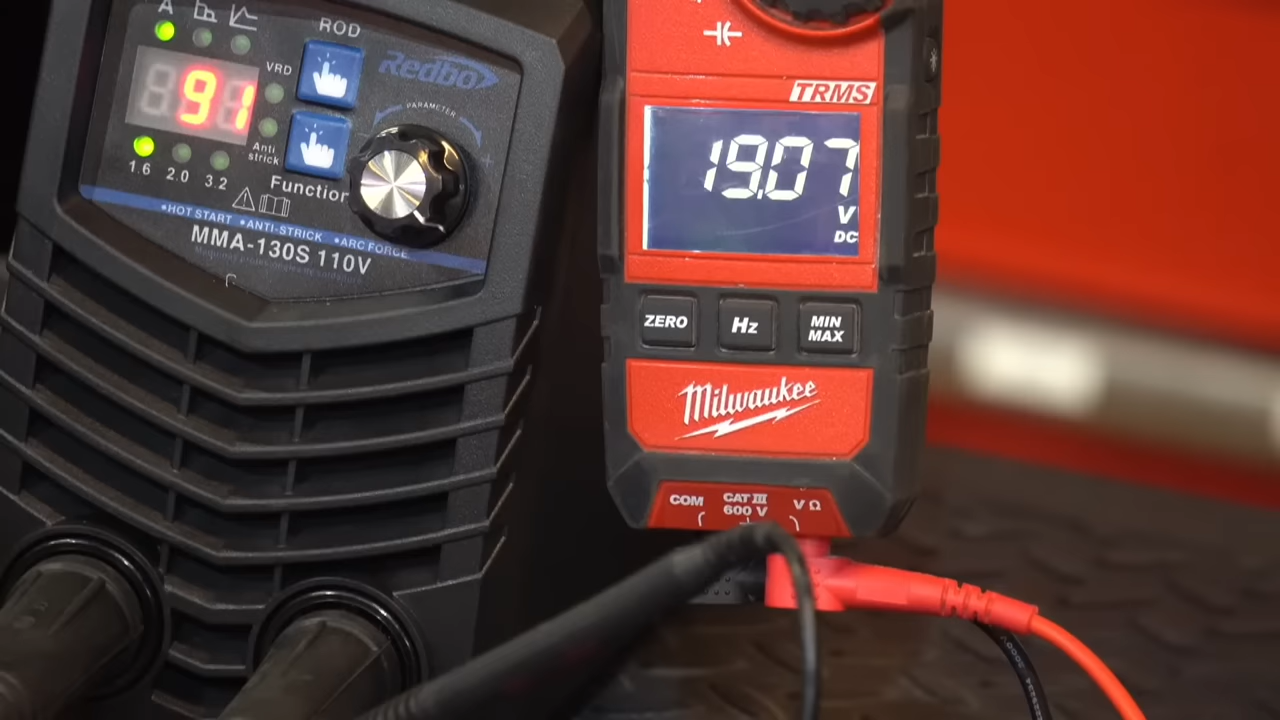 A
ROD
VRD
Redbo
91
PARAMETER
Anti
strick
1.6 2.0 3.2
Function
•HOT START •ANTI-STRICK •ARC FORCE
MMA-130S 110V
TRMS
19.07
V
DC
ZERO
Hz
MIN
MAX
Milwaukee
COM
CAT III
600 V
V Ω